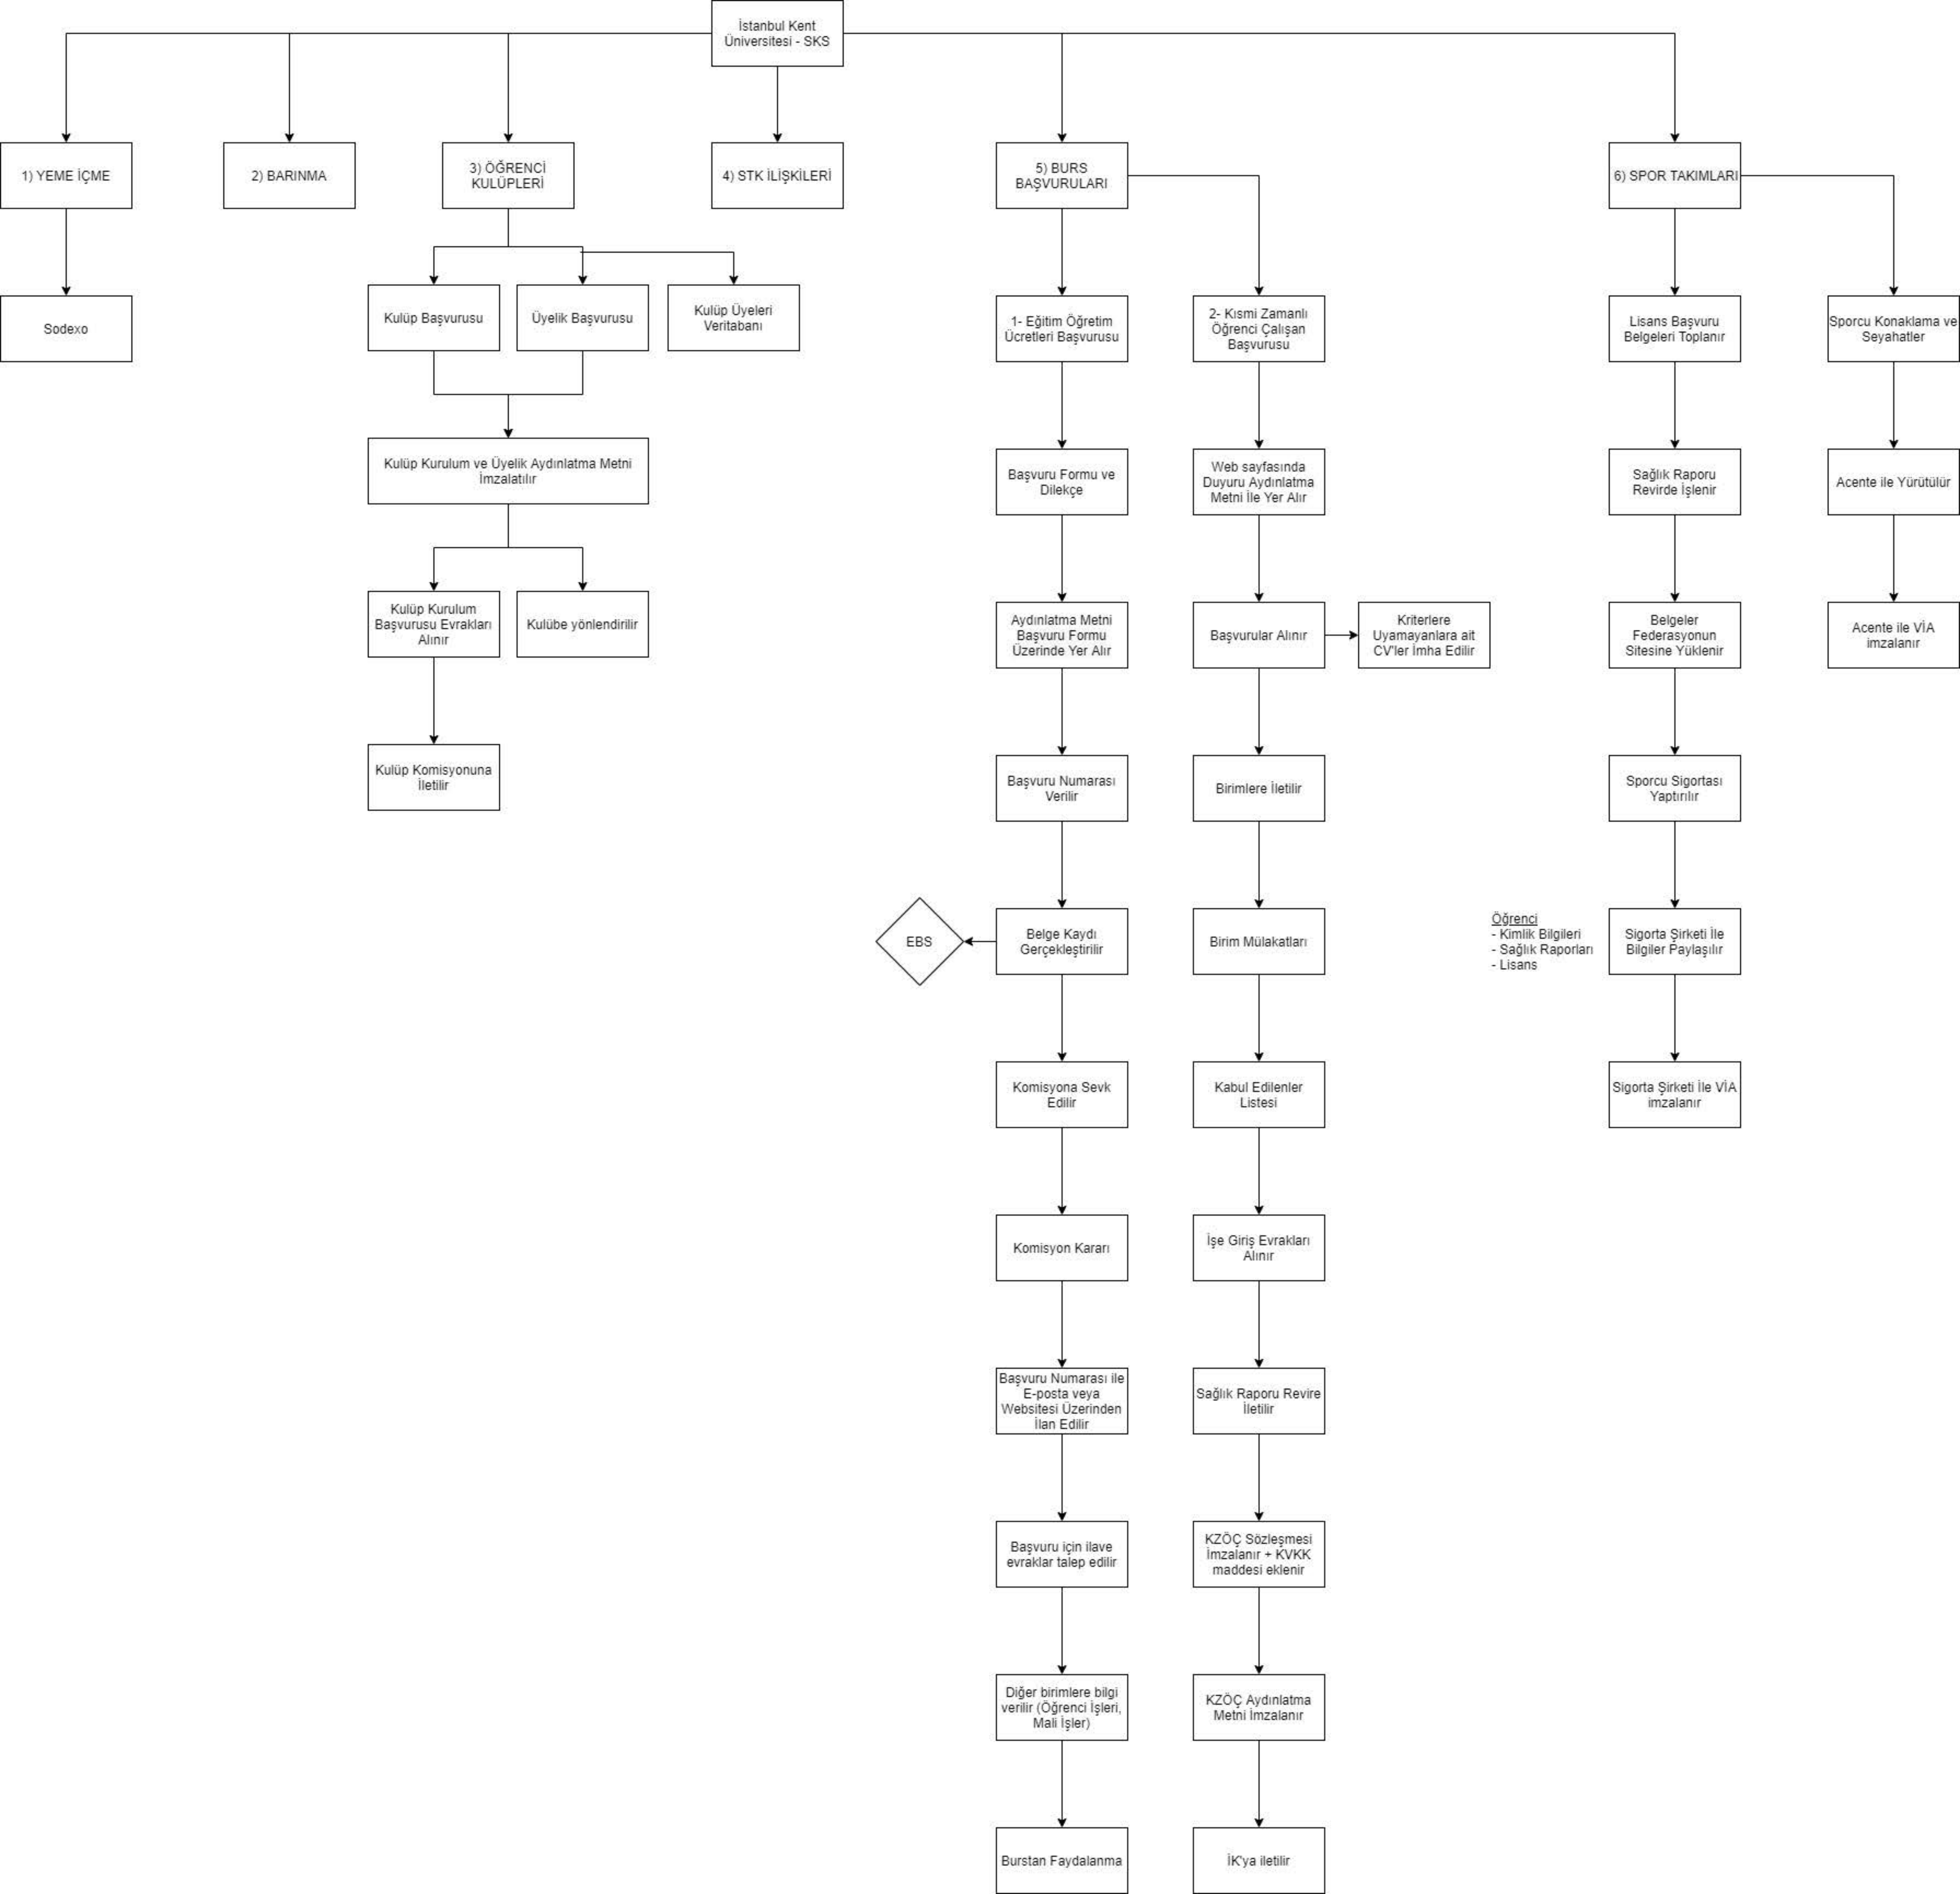 İstanbul Kent
Üniversitesi - SKS
1) YEME İÇME
2) BARINMA
3) ÖĞRENCİ
KULÜPLERİ
4) STK İLİŞKİLERİ
5) BURS
BAŞVURULARI
6) SPOR TAKIMLARI
Sodexo
Kulüp Başvurusu
Üyelik Başvurusu
Kulüp Üyeleri
Veritabanı
Kulüp Kurulum ve Üyelik Aydınlatma Metni
İmzalatılır
Kulüp Kurulum
Başvurusu Evrakları
Alınır
Kulübe yönlendirilir
Kulüp Komisyonuna
İletilir
1- Eğitim Öğretim
Ücretleri Başvurusu
Başvuru Formu ve
Dilekçe
Aydınlatma Metni
Başvuru Formu
Üzerinde Yer Alır
Başvuru Numarası
Verilir
EBS
Belge Kaydı
Gerçekleştirilir
Komisyona Sevk
Edilir
Komisyon Kararı
Başvuru Numarası ile
E-posta veya
Websitesi Üzerinden
İlan Edilir
Başvuru için ilave
evraklar talep edilir
Diğer birimlere bilgi
verilir (Öğrenci İşleri,
Mali İşler)
Burstan Faydalanma
2- Kısmi Zamanlı
Öğrenci Çalışan
Başvurusu
Web sayfasında
Duyuru Aydınlatma
Metni İle Yer Alır
Başvurular Alınır
Kriterlere
Uyamayanlara ait
CV'ler İmha Edilir
Birimlere İletilir
Birim Mülakatları
Kabul Edilenler
Listesi
İşe Giriş Evrakları
Alınır
Sağlık Raporu Revire
İletilir
KZÖÇ Sözleşmesi
İmzalanır + KVKK
maddesi eklenir
KZÖÇ Aydınlatma
Metni İmzalanır
İK'ya iletilir
Lisans Başvuru
Belgeleri Toplanır
Sağlık Raporu
Revirde İşlenir
Belgeler
Federasyonun
Sitesine Yüklenir
Sporcu Sigortası
Yaptırılır
Öğrenci
- Kimlik Bilgileri
- Sağlık Raporları
- Lisans
Sigorta Şirketi İle
Bilgiler Paylaşılır
Sigorta Şirketi İle VİA
imzalanır
Sporcu Konaklama ve
Seyahatler
Acente ile Yürütülür
Acente ile VİA
imzalanır